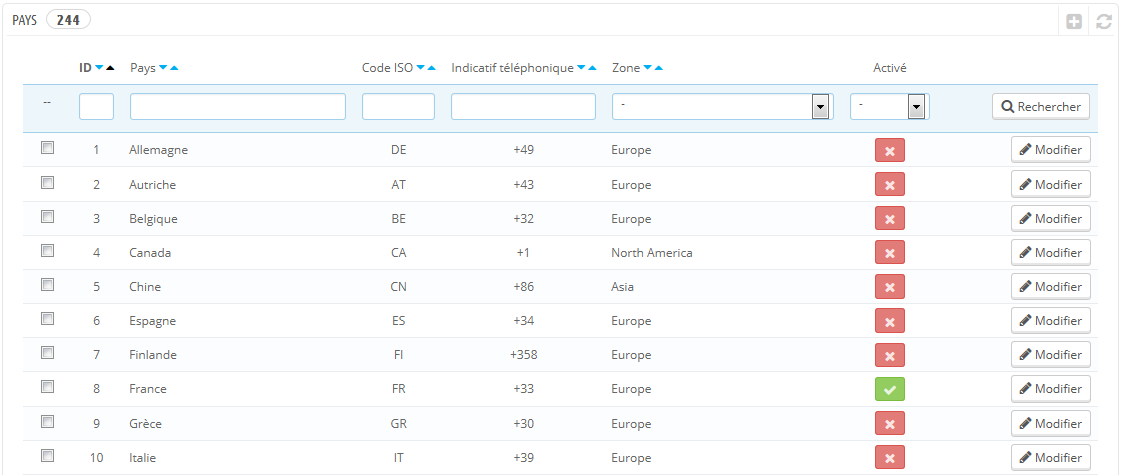 PAYS 244
ID Pays Code ISO Indicatif téléphonique Zone Activé
-- - - Rechercher
1 Allemagne DE +49 Europe Modifier
2 Autriche AT +43 Europe Modifier
3 Belgique BE +32 Europe Modifier
4 Canada CA +1 North America Modifier
5 Chine CN +86 Asia Modifier
6 Espagne ES +34 Europe Modifier
7 Finlande FI +358 Europe Modifier
8 France FR +33 Europe Modifier
9 Grèce GR +30 Europe Modifier
10 Italie IT +39 Europe Modifier